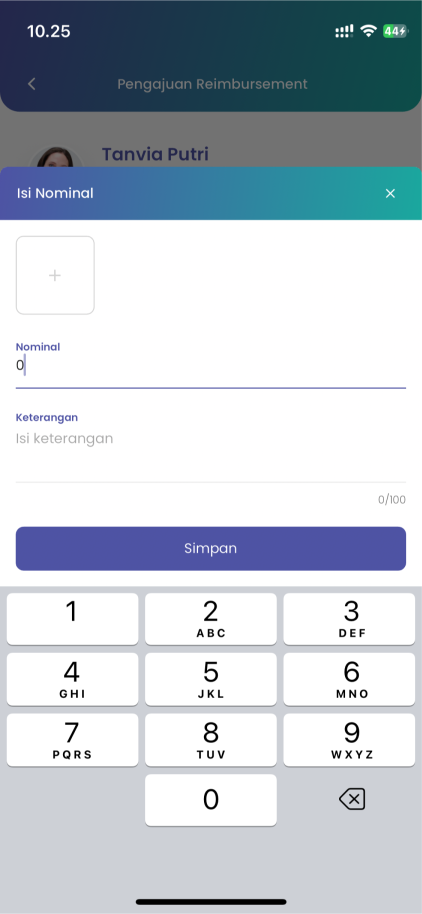 10.25
44
Pengajuan Reimbursement
Tanvia Putri
Isi Nominal
+
Nominal
0
Keterangan
Isi keterangan
0/100
Simpan
1
2
ABC
3
DEF
4
GHI
5
JKL
6
MNO
7
PQRS
8
TUV
9
WXYZ
0